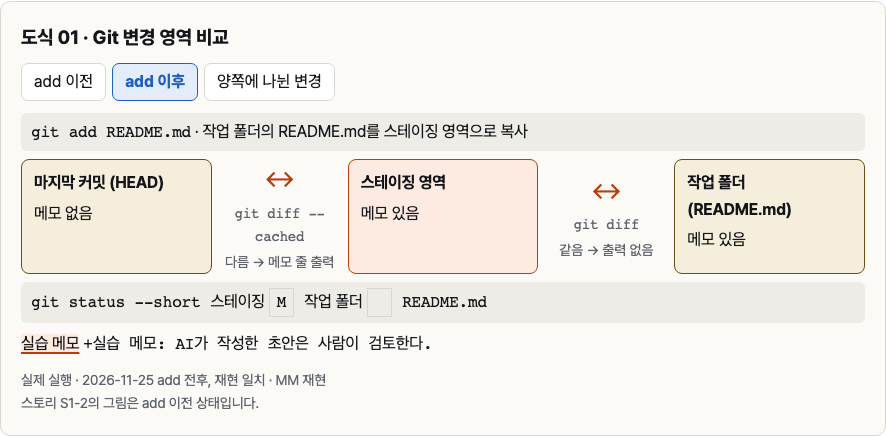 도식 01 · Git 변경 영역 비교
add 이전
add 이후
양쪽에 나뉜 변경
git add README.md · 작업 폴더의 README.md를 스테이징 영역으로 복사
마지막 커밋 (HEAD)
메모 없음
↔
git diff --
cached
다름 → 메모 줄 출력
스테이징 영역
메모 있음
↔
git diff
같음 → 출력 없음
작업 폴더
(README.md)
메모 있음
git status --short 스테이징 M 작업 폴더 README.md
실습 메모 +실습 메모: AI가 작성한 초안은 사람이 검토한다.
실제 실행 · 2026-11-25 add 전후, 재현 일치 · MM 재현
스토리 S1-2의 그림은 add 이전 상태입니다.